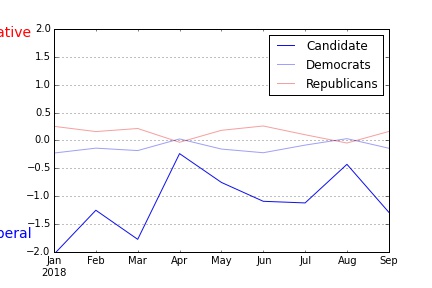 2.0
ative
Candidate
Democrats
Republicans
1.5
1.0
0.5
0.0
−0.5
−1.0
−1.5
eral
−2.0
Jan Feb Mar Apr May Jun Jul Aug Sep
2018